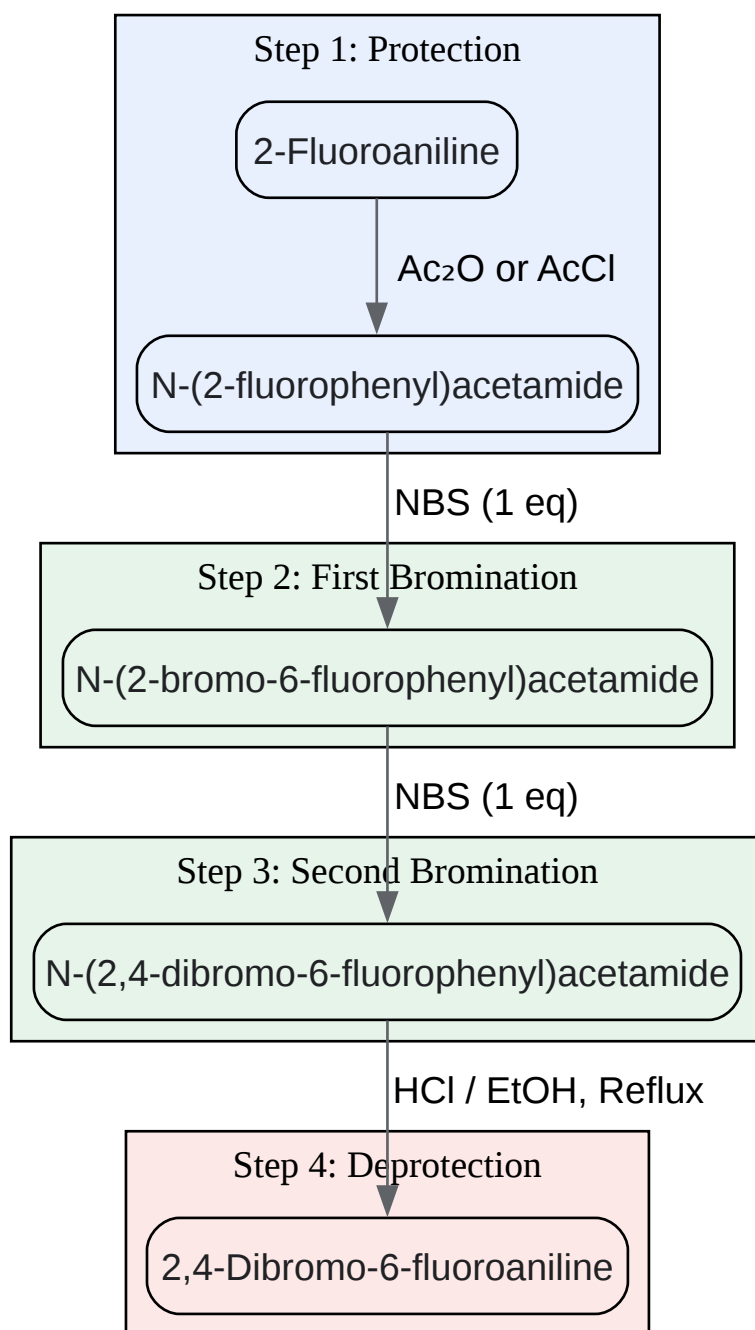 Step 1: Protection
2-Fluoroaniline
Ac₂O or AcCl
N-(2-fluorophenyl)acetamide
NBS (1 eq)
Step 2: First Bromination
N-(2-bromo-6-fluorophenyl)acetamide
NBS (1 eq)
Step 3: Second Bromination
N-(2,4-dibromo-6-fluorophenyl)acetamide
HCl / EtOH, Reflux
Step 4: Deprotection
2,4-Dibromo-6-fluoroaniline